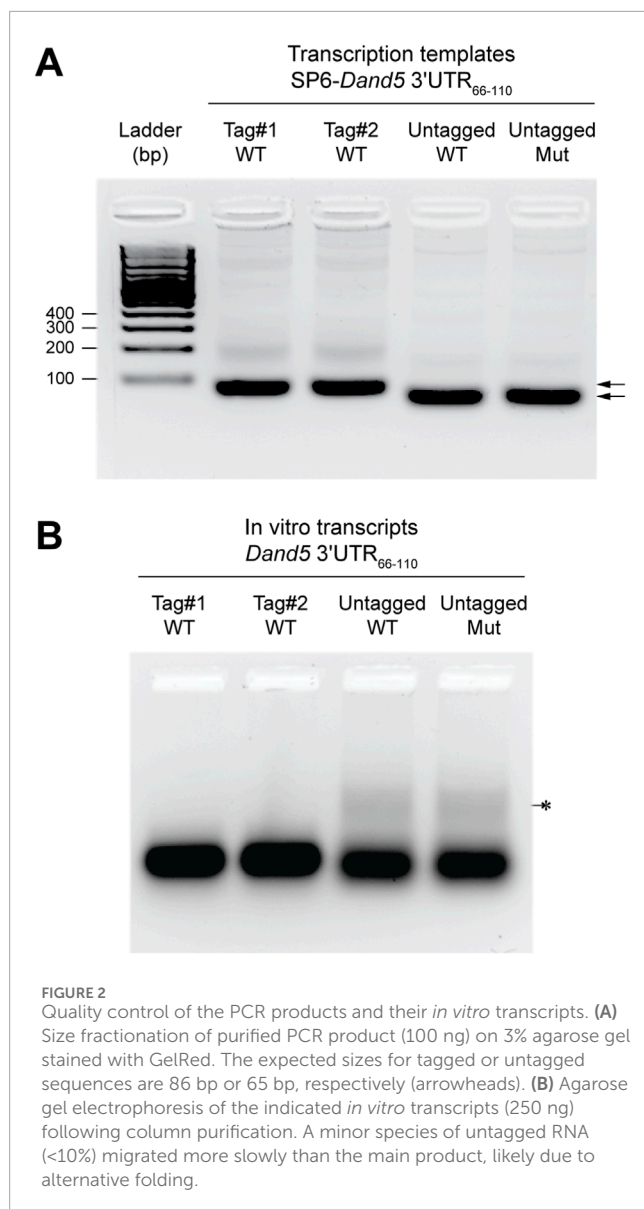 A
Transcription templates
SP6-Dand5 3'UTR66-110
Ladder (bp)
Tag#1 WT
Tag#2 WT
Untagged WT
Untagged Mut
400
300
200
100
B
In vitro transcripts
Dand5 3'UTR66-110
Tag#1 WT
Tag#2 WT
Untagged WT
Untagged Mut
*
FIGURE 2
Quality control of the PCR products and their in vitro transcripts. (A)
Size fractionation of purified PCR product (100 ng) on 3% agarose gel
stained with GelRed. The expected sizes for tagged or untagged
sequences are 86 bp or 65 bp, respectively (arrowheads). (B) Agarose
gel electrophoresis of the indicated in vitro transcripts (250 ng)
following column purification. A minor species of untagged RNA
(<10%) migrated more slowly than the main product, likely due to
alternative folding.